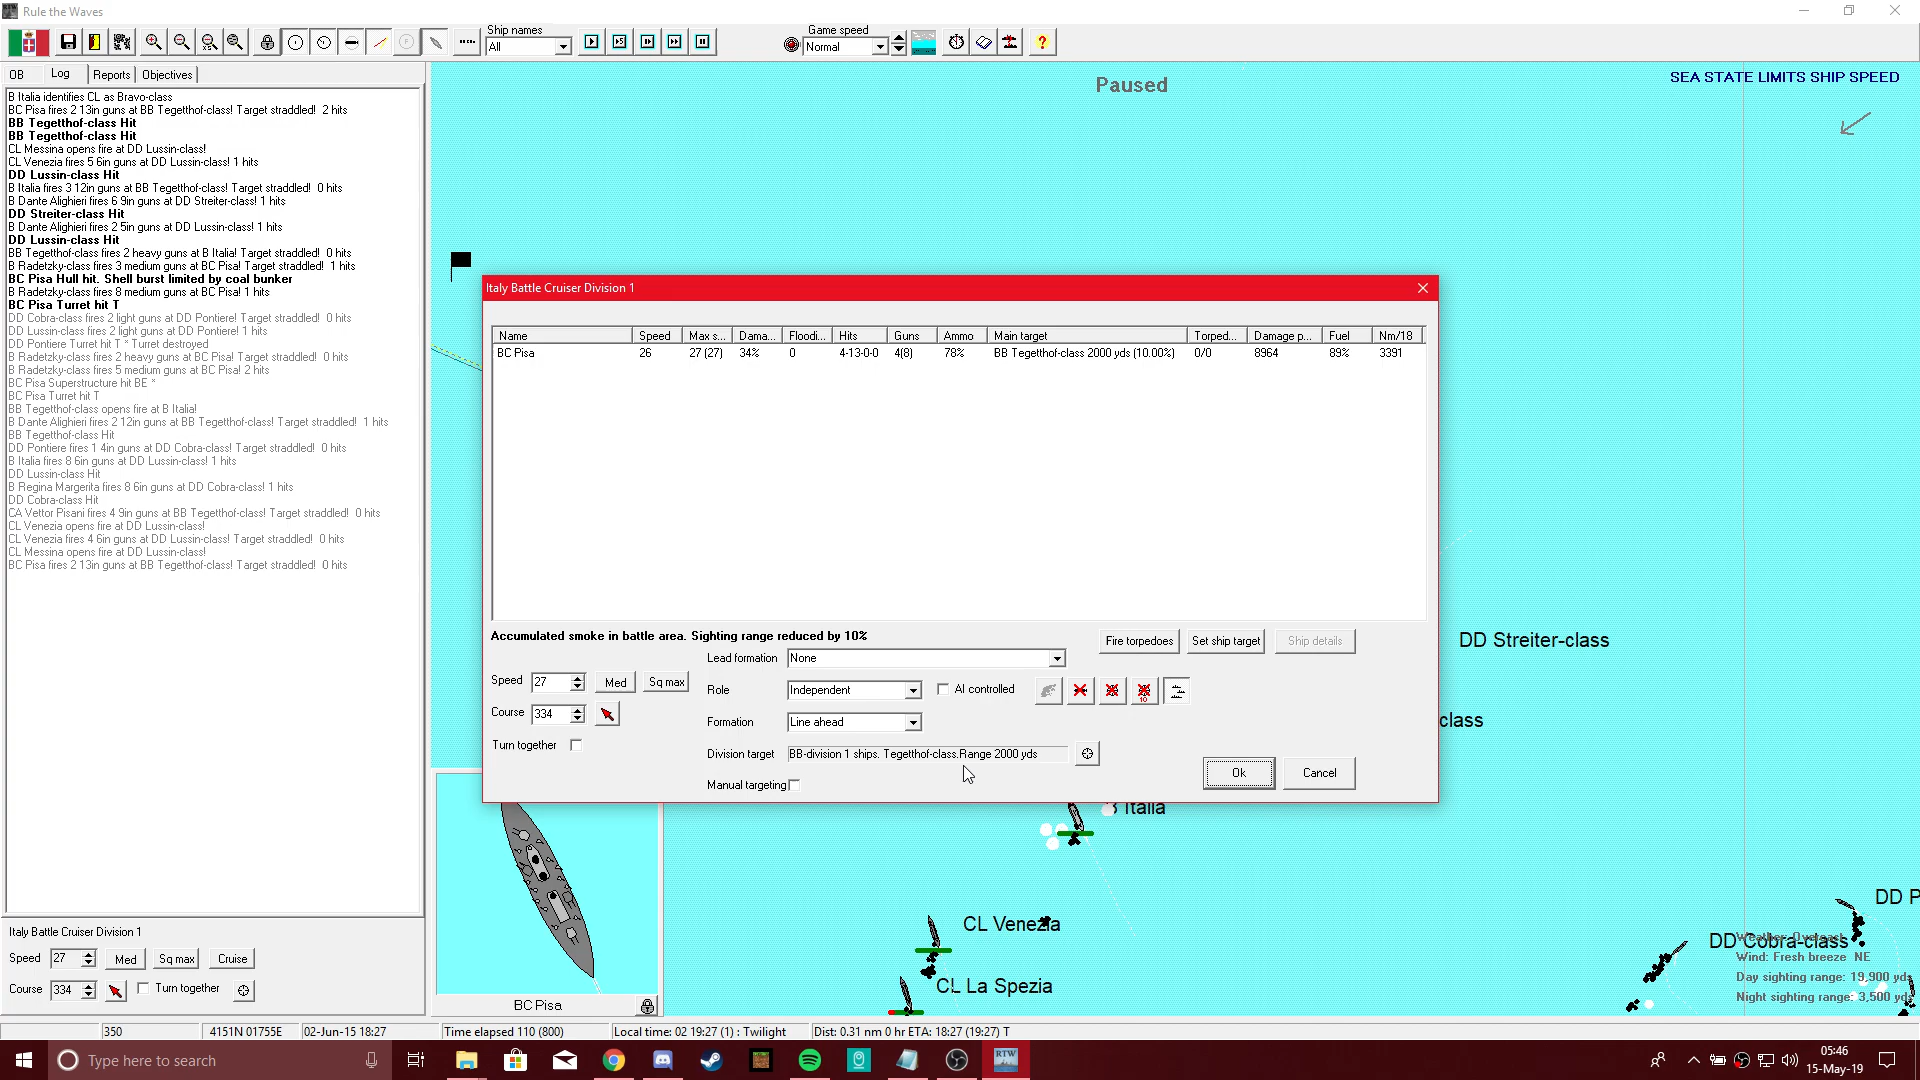 Rule the Waves
Ship names
All
Game speed
Normal
OB Log Reports Objectives
Paused
SEA STATE LIMITS SHIP SPEED
B Italia identifies CL as Bravo-class
BC Pisa fires 2 13in guns at BB Tegetthof-class! Target straddled! 2 hits
BB Tegetthof-class Hit
BB Tegetthof-class Hit
CL Messina opens fire at DD Lussin-class!
CL Venezia fires 5 6in guns at DD Lussin-class! 1 hits
DD Lussin-class Hit
B Italia fires 3 12in guns at BB Tegetthof-class! Target straddled! 0 hits
B Dante Alighieri fires 6 9in guns at DD Streiter-class! 1 hits
DD Streiter-class Hit
B Dante Alighieri fires 2 5in guns at DD Lussin-class! 1 hits
DD Lussin-class Hit
BB Tegetthof-class fires 2 heavy guns at B Italia! Target straddled! 0 hits
B Radetzky-class fires 3 medium guns at BC Pisa! Target straddled! 1 hits
BC Pisa Hull hit. Shell burst limited by coal bunker
B Radetzky-class fires 8 medium guns at BC Pisa! 1 hits
BC Pisa Turret hit T
DD Cobra-class fires 2 light guns at DD Pontiere! Target straddled! 0 hits
DD Lussin-class fires 2 light guns at DD Pontiere! 1 hits
DD Pontiere Turret hit T * Turret destroyed
B Radetzky-class fires 2 heavy guns at BC Pisa! Target straddled! 0 hits
B Radetzky-class fires 5 medium guns at BC Pisa! 2 hits
BC Pisa Superstructure hit BE *
BC Pisa Turret hit T
BB Tegetthof-class opens fire at B Italia!
B Dante Alighieri fires 2 12in guns at BB Tegetthof-class! Target straddled! 1 hits
BB Tegetthof-class Hit
DD Pontiere fires 1 4in guns at DD Cobra-class! Target straddled! 0 hits
B Italia fires 8 6in guns at DD Lussin-class! 1 hits
DD Lussin-class Hit
B Regina Margerita fires 8 6in guns at DD Cobra-class! 1 hits
DD Cobra-class Hit
CA Vettor Pisani fires 4 9in guns at BB Tegetthof-class! Target straddled! 0 hits
CL Venezia opens fire at DD Lussin-class!
CL Venezia fires 4 6in guns at DD Lussin-class! Target straddled! 0 hits
CL Messina opens fire at DD Lussin-class!
BC Pisa fires 2 13in guns at BB Tegetthof-class! Target straddled! 0 hits
Italy Battle Cruiser Division 1
Name Speed Max s... Dama... Floodi... Hits Guns Ammo Main target Torped... Damage p... Fuel Nm/18
BC Pisa 26 27 (27) 34% 0 4-13-0-0 4(8) 78% BB Tegetthof-class 2000 yds (10.00%) 0/0 8964 89% 3391
Accumulated smoke in battle area. Sighting range reduced by 10%
Fire torpedoes Set ship target Ship details
Lead formation None
Speed 27 Med Sq max
Role Independent AI controlled
10
Course 334
Formation Line ahead
Turn together
Division target BB-division 1 ships. Tegetthof-class.Range 2000 yds
Manual targeting
Ok Cancel
DD Streiter-class
class
Italia
CL Venezia
CL La Spezia
DD P
DD Cobra-class
Weather: Overcast
Wind: Fresh breeze NE
Day sighting range: 19,900 yds
Night sighting range: 3,500 yds
BC Pisa
Italy Battle Cruiser Division 1
Speed 27 Med Sq max Cruise
Course 334 Turn together
350 4151N 01755E 02-Jun-15 18:27 Time elapsed 110 (800) Local time: 02 19:27 (1) : Twilight Dist: 0.31 nm 0 hr ETA: 18:27 (19:27) T
Type here to search
RTW
05:46
15-May-19